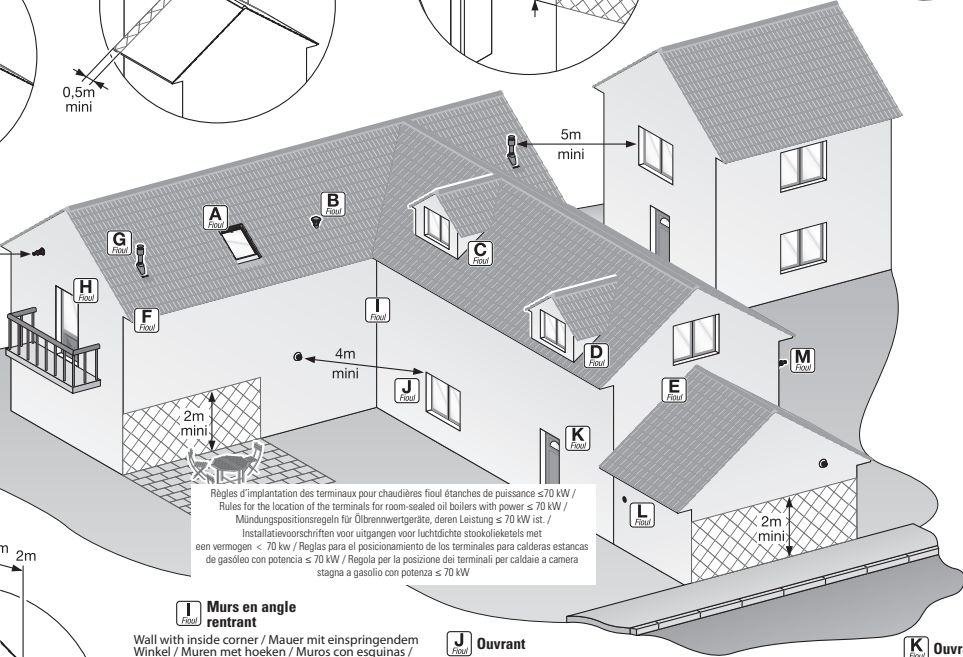 0,5m
mini
5m
mini
B
Fioul
A
Fioul
G
Fioul
C
Fioul
H
Fioul
F
Fioul
I
Fioul
D
Fioul
M
Fioul
4m
mini
J
Fioul
E
Fioul
2m
mini
K
Fioul
L
Fioul
2m
mini
Règles d'implantation des terminaux pour chaudières fioul étanches de puissance ≤70 kW /
Rules for the location of the terminals for room-sealed oil boilers with power ≤ 70 kW /
Mündungspositionsregeln für Ölbrennwertgeräte, deren Leistung ≤ 70 kW ist. /
Installatievoorschriften voor uitgangen voor luchtdichte stookolieketels met
een vermogen < 70 kw / Reglas para el posicionamiento de los terminales para calderas estancas
de gasóleo con potencia ≤ 70 kW / Regola per la posizione dei terminali per caldaie a camera
stagna a gasolio con potenza ≤ 70 kW
m 2m
I
Fioul
Murs en angle
rentrant
Wall with inside corner / Mauer mit einspringendem
Winkel / Muren met hoeken / Muros con esquinas /
J
Fioul
Ouvrant
K
Fioul